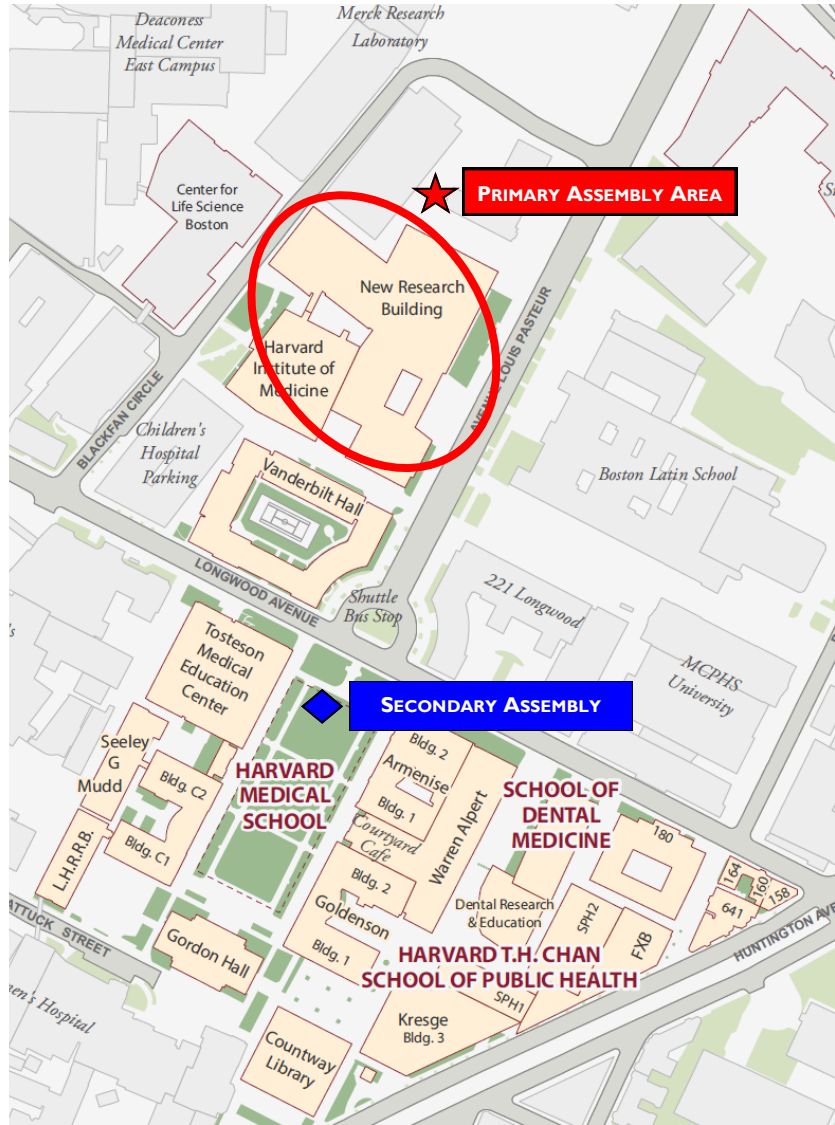 Deaconess
Medical Center
East Campus
Merck Research
Laboratory
Center for
Life Science
Boston
PRIMARY ASSEMBLY AREA
New Research
Building
Harvard
Institute of
Medicine
AVENUE LOUIS PASTEUR
BLACKFAN CIRCLE
Children's
Hospital
Parking
Vanderbilt Hall
Boston Latin School
LONGWOOD AVENUE
Shuttle
Bus Stop
221 Longwood
MCPHS
University
Tosteson
Medical
Education
Center
SECONDARY ASSEMBLY
Seeley
G
Mudd
Bldg. C2
Bldg. C1
L.H.R.R.B.
HARVARD
MEDICAL
SCHOOL
Bldg. 2
Armenise
Bldg. 1
Warren Alpert
Courtyard
Cafe
SCHOOL OF
DENTAL
MEDICINE
180
164
160
158
641
Bldg. 2
Goldenson
Bldg. 1
Dental Research
& Education
SPH2
FXB
HUNTINGTON AVE
ATTUCK STREET
Gordon Hall
HARVARD T.H. CHAN
SCHOOL OF PUBLIC HEALTH
SPH1
Kresge
Bldg. 3
Countway
Library
en's Hospital